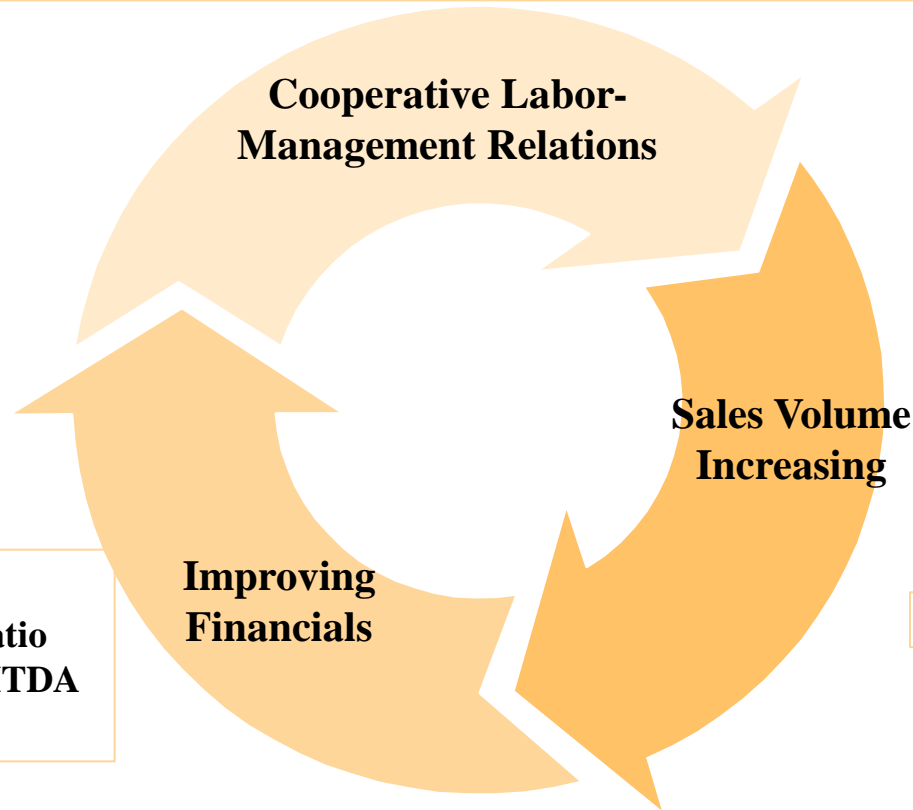 Cooperative Labor-
Management Relations
Sales Volume
Increasing
Improving
Financials